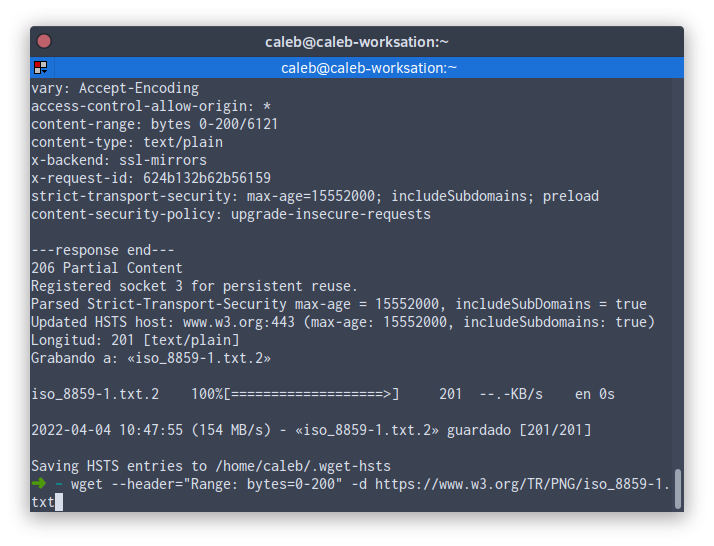 caleb@caleb-worksation:~
caleb@caleb-worksation:~
vary: Accept-Encoding
access-control-allow-origin: *
content-range: bytes 0-200/6121
content-type: text/plain
x-backend: ssl-mirrors
x-request-id: 624b132b62b56159
strict-transport-security: max-age=15552000; includeSubdomains; preload
content-security-policy: upgrade-insecure-requests

---response end---
206 Partial Content
Registered socket 3 for persistent reuse.
Parsed Strict-Transport-Security max-age = 15552000, includeSubDomains = true
Updated HSTS host: www.w3.org:443 (max-age: 15552000, includeSubdomains: true)
Longitud: 201 [text/plain]
Grabando a: «iso_8859-1.txt.2»

iso_8859-1.txt.2    100%[===================>]     201  --.-KB/s    en 0s

2022-04-04 10:47:55 (154 MB/s) - «iso_8859-1.txt.2» guardado [201/201]

Saving HSTS entries to /home/caleb/.wget-hsts
➜ - wget --header="Range: bytes=0-200" -d https://www.w3.org/TR/PNG/iso_8859-1.
txt